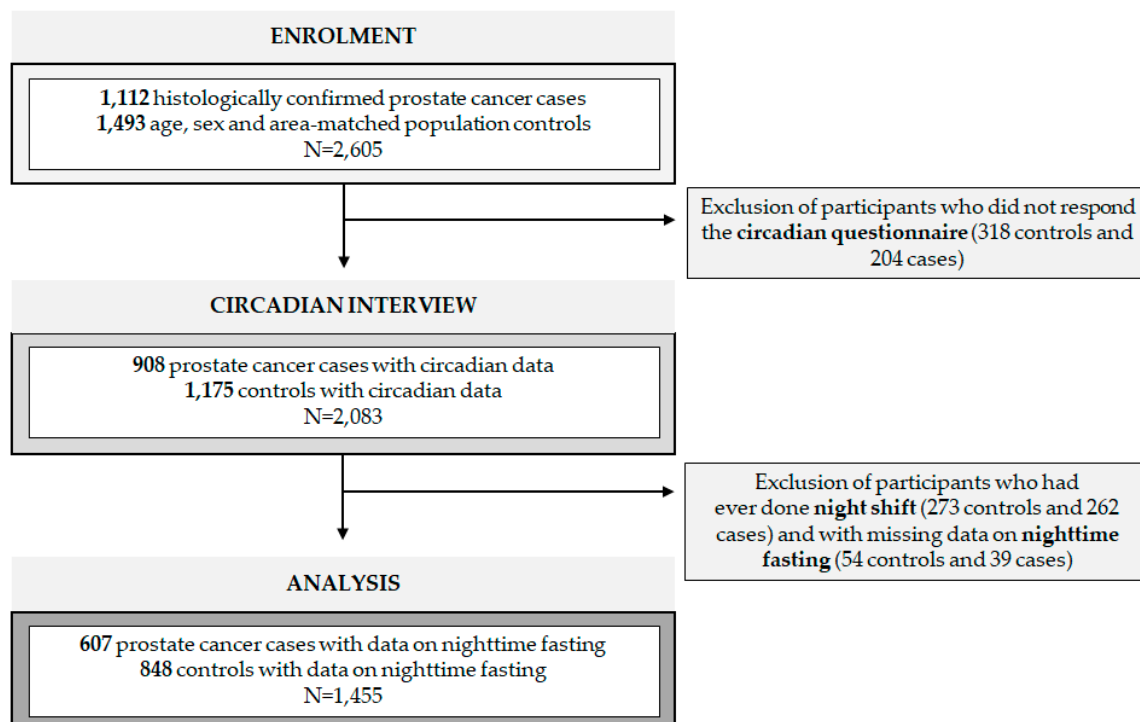 ENROLMENT
1,112 histologically confirmed prostate cancer cases
1,493 age, sex and area-matched population controls
N=2,605
Exclusion of participants who did not respond
the circadian questionnaire (318 controls and
204 cases)
CIRCADIAN INTERVIEW
908 prostate cancer cases with circadian data
1,175 controls with circadian data
N=2,083
Exclusion of participants who had
ever done night shift (273 controls and 262
cases) and with missing data on nighttime
fasting (54 controls and 39 cases)
ANALYSIS
607 prostate cancer cases with data on nighttime fasting
848 controls with data on nighttime fasting
N=1,455